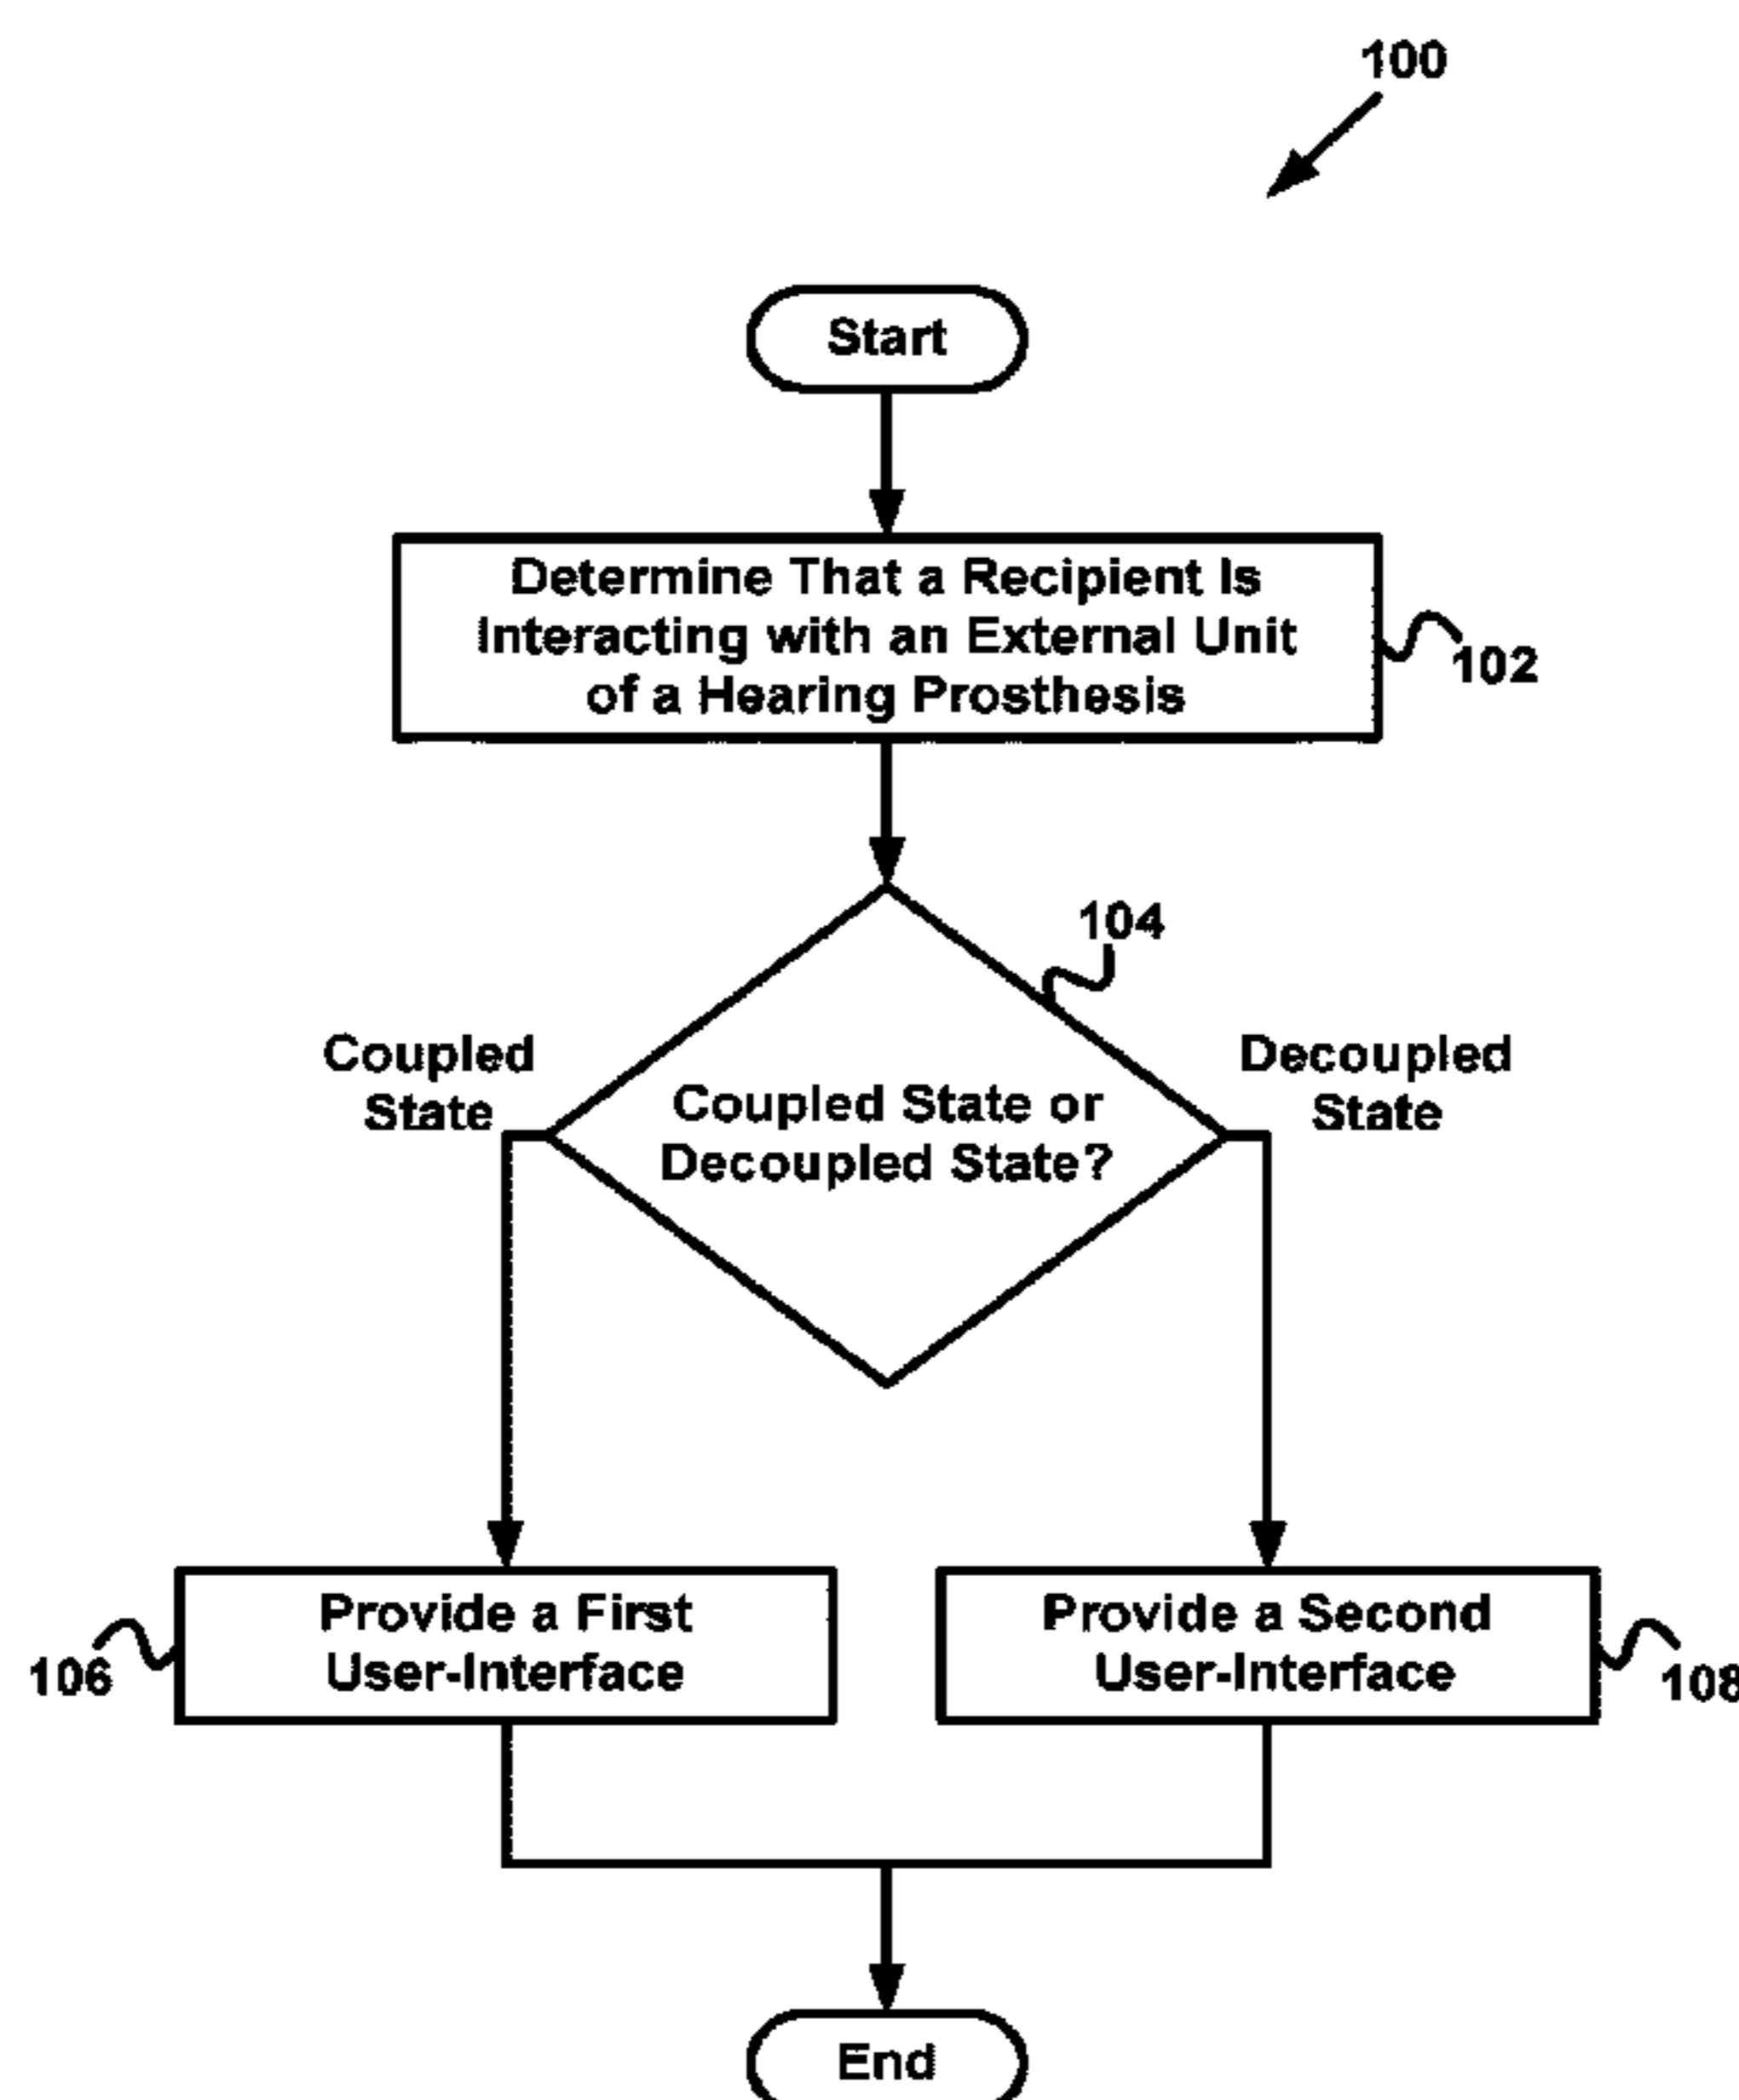 100
Start
Determine That a Recipient Is
Interacting with an External Unit
of a Hearing Prosthesis
102
104
Coupled
State
Coupled State or
Decoupled State?
Decoupled
State
Provide a First
User-Interface
106
Provide a Second
User-Interface
108
End